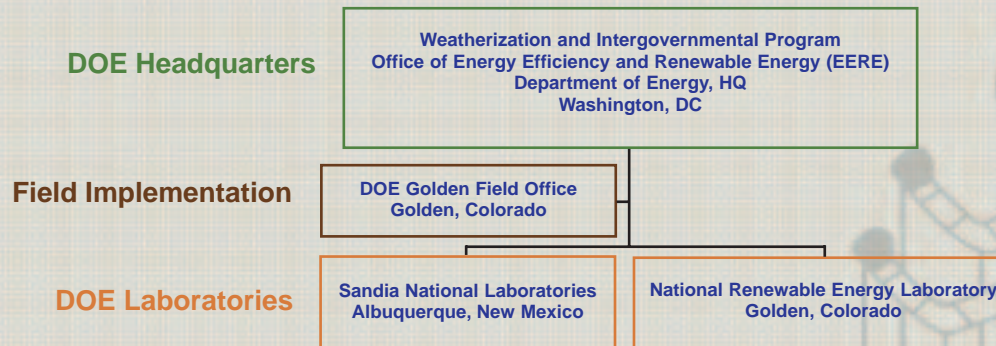 DOE Headquarters
Weatherization and Intergovernmental Program
Office of Energy Efficiency and Renewable Energy (EERE)
Department of Energy, HQ
Washington, DC
Field Implementation
DOE Golden Field Office
Golden, Colorado
DOE Laboratories
Sandia National Laboratories
Albuquerque, New Mexico
National Renewable Energy Laboratory
Golden, Colorado